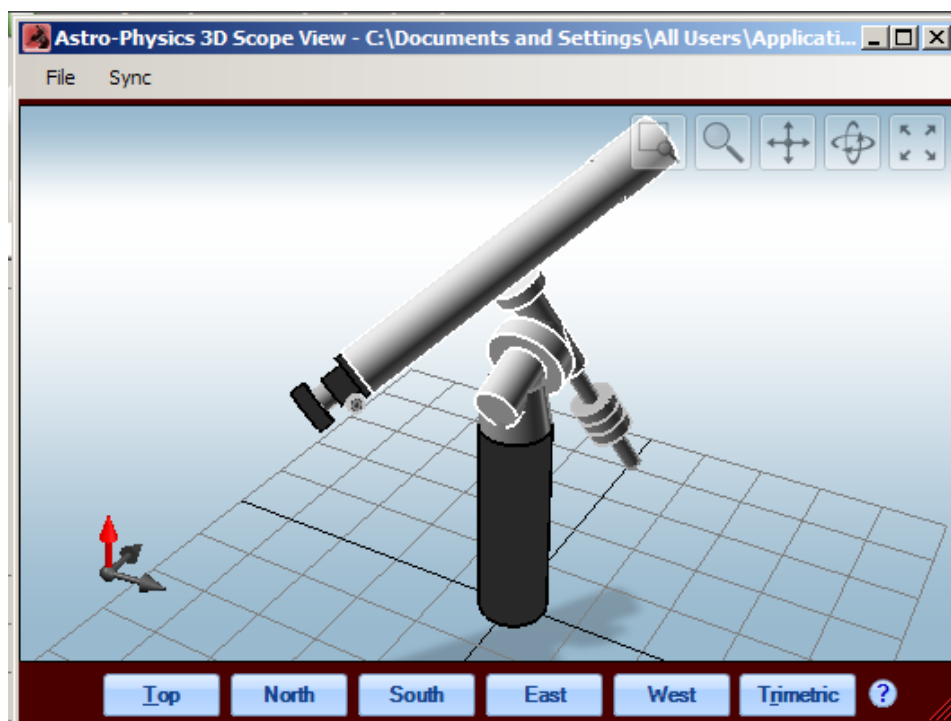 Astro-Physics 3D Scope View - C:\Documents and Settings\All Users\Applicati...
File Sync
Top North South East West Trimetric ?